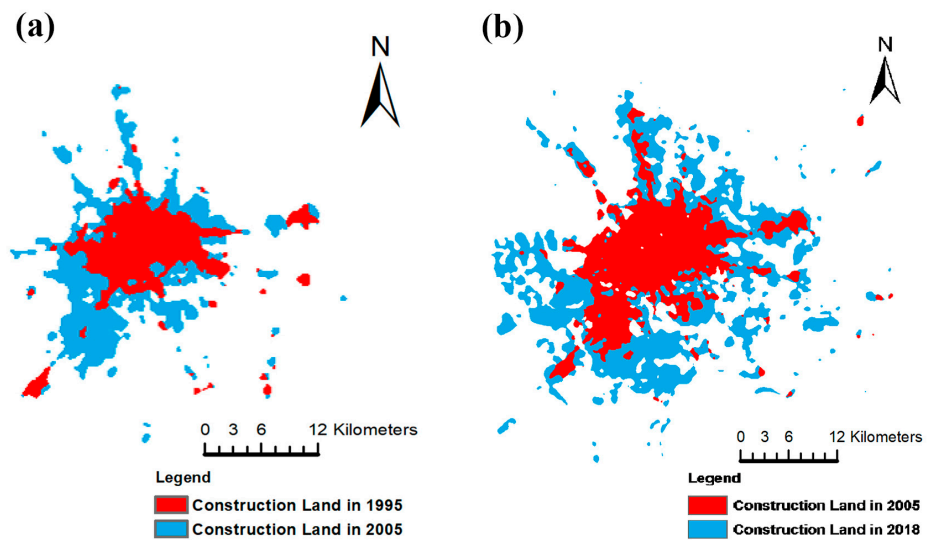 (a)
N
0 3 6 12 Kilometers
Legend
Construction Land in 1995
Construction Land in 2005
(b)
N
0 3 6 12 Kilometers
Legend
Construction Land in 2005
Construction Land in 2018